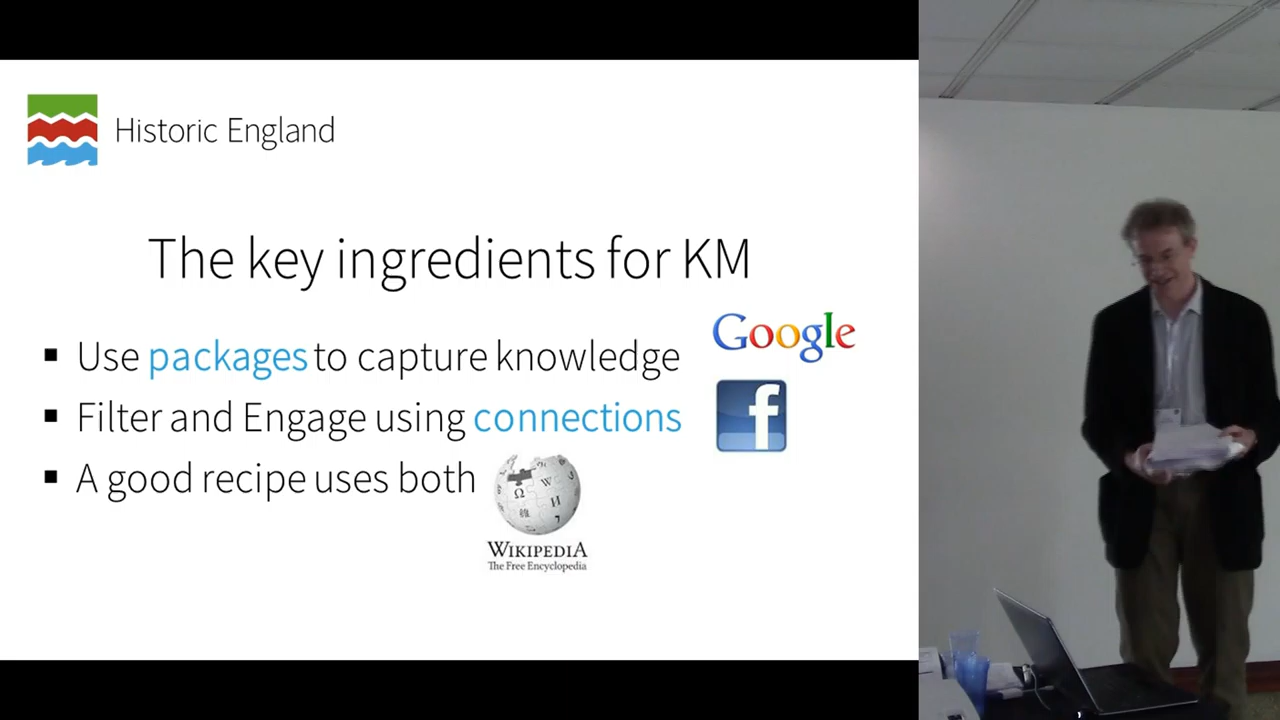 Historic England
The key ingredients for KM
▪ Use packages to capture knowledge
Google
▪ Filter and Engage using connections
f
▪ A good recipe uses both
WIKIPEDIA
The Free Encyclopedia